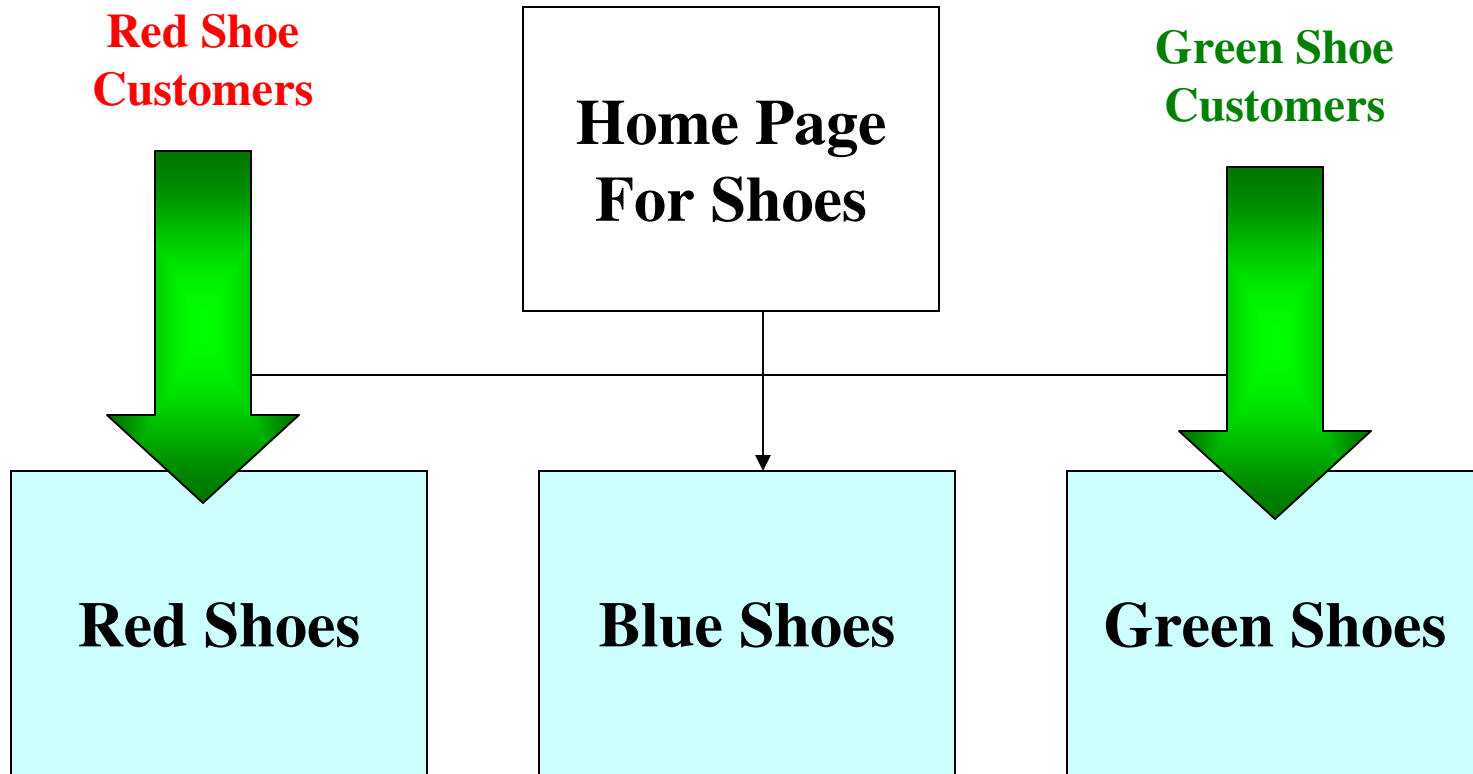 Red Shoe
Customers
Home Page
For Shoes
Green Shoe
Customers
Red Shoes
Blue Shoes
Green Shoes